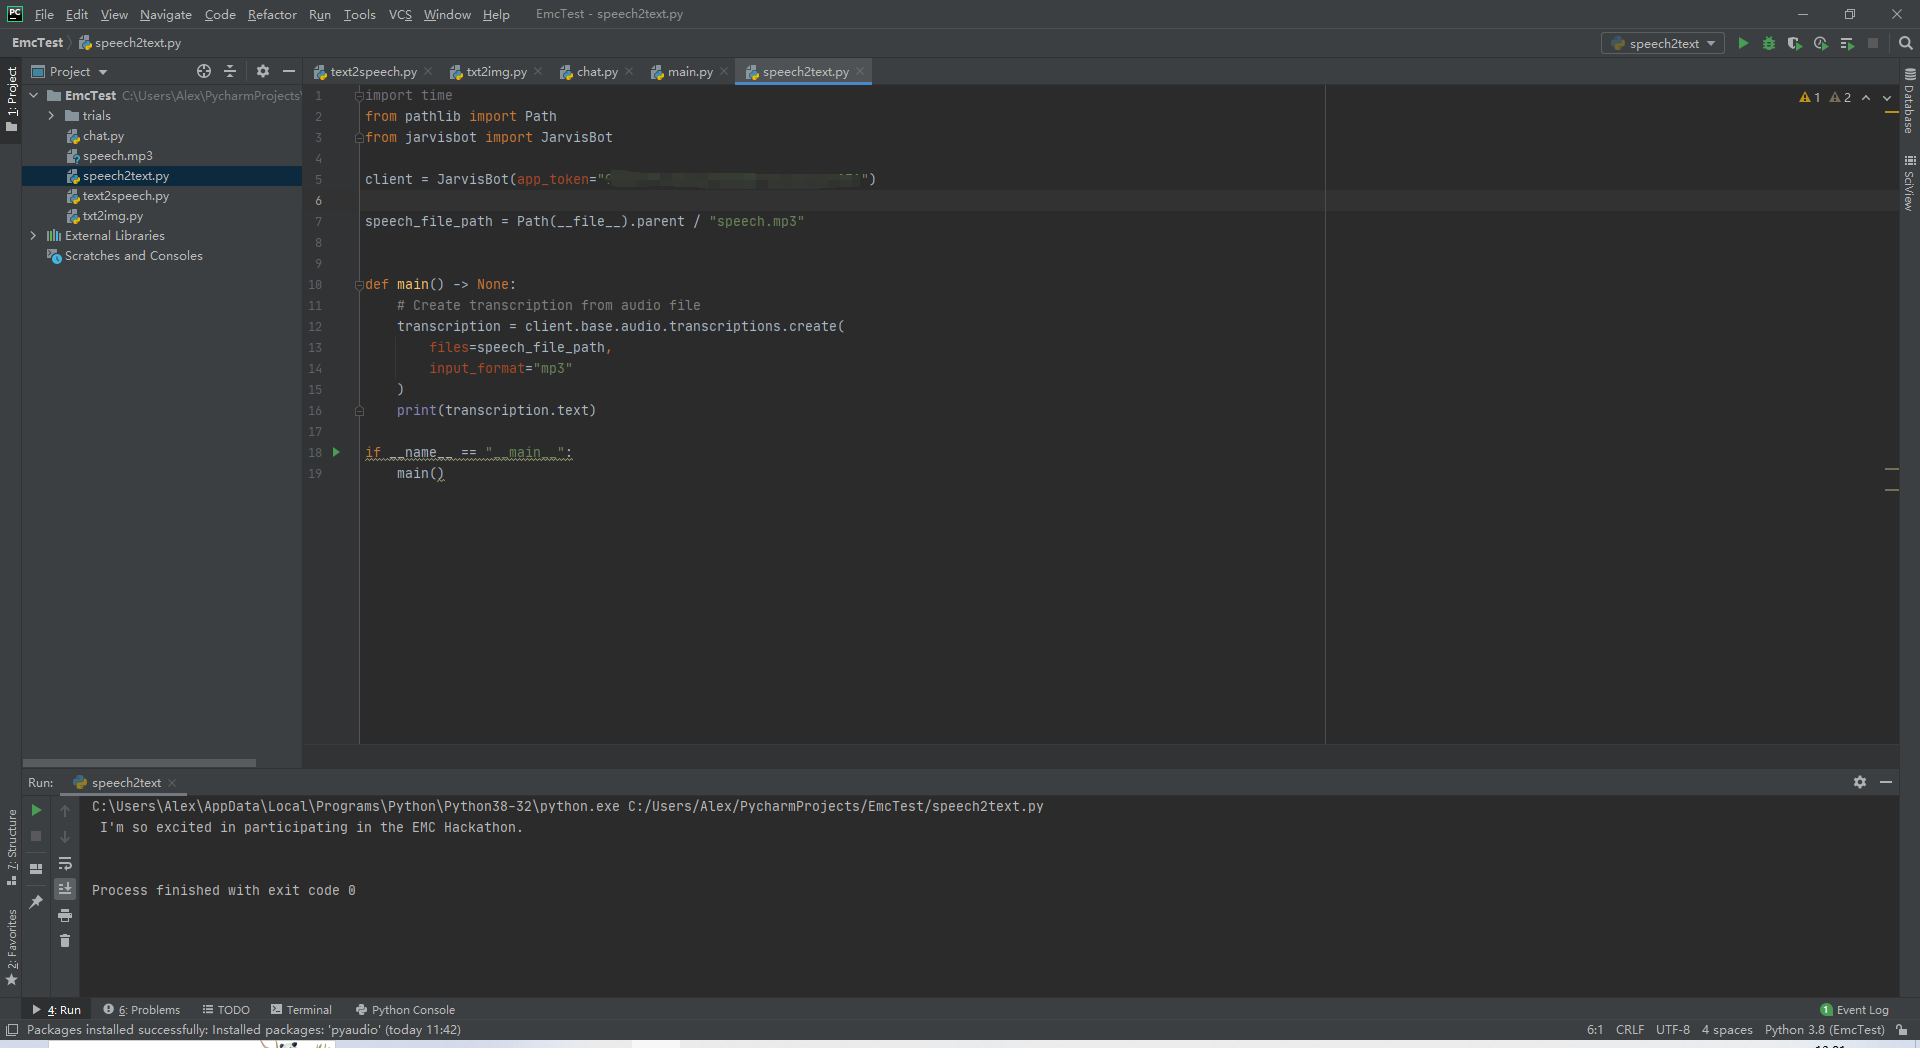 PC File Edit View Navigate Code Refactor Run Tools VCS Window Help EmcTest - speech2text.py
EmcTest speech2text.py
speech2text
1: Project
Project
text2speech.py
txt2img.py
chat.py
main.py
speech2text.py
EmcTest C:\Users\Alex\PycharmProjects\
trials
chat.py
speech.mp3
speech2text.py
text2speech.py
txt2img.py
External Libraries
Scratches and Consoles
1 import time
2 from pathlib import Path
3 from jarvisbot import JarvisBot
4
5 client = JarvisBot(app_token="")
6
7 speech_file_path = Path(__file__).parent / "speech.mp3"
8
9
10 def main() -> None:
11 # Create transcription from audio file
12 transcription = client.base.audio.transcriptions.create(
13 files=speech_file_path,
14 input_format="mp3"
15 )
16 print(transcription.text)
17
18 if __name__ == "__main__":
19 main()
1 2
Database
SciView
Run: speech2text
C:\Users\Alex\AppData\Local\Programs\Python\Python38-32\python.exe C:/Users/Alex/PycharmProjects/EmcTest/speech2text.py
I'm so excited in participating in the EMC Hackathon.
Process finished with exit code 0
7: Structure
2: Favorites
4: Run 6: Problems TODO Terminal Python Console 1 Event Log
Packages installed successfully: Installed packages: 'pyaudio' (today 11:42) 6:1 CRLF UTF-8 4 spaces Python 3.8 (EmcTest)